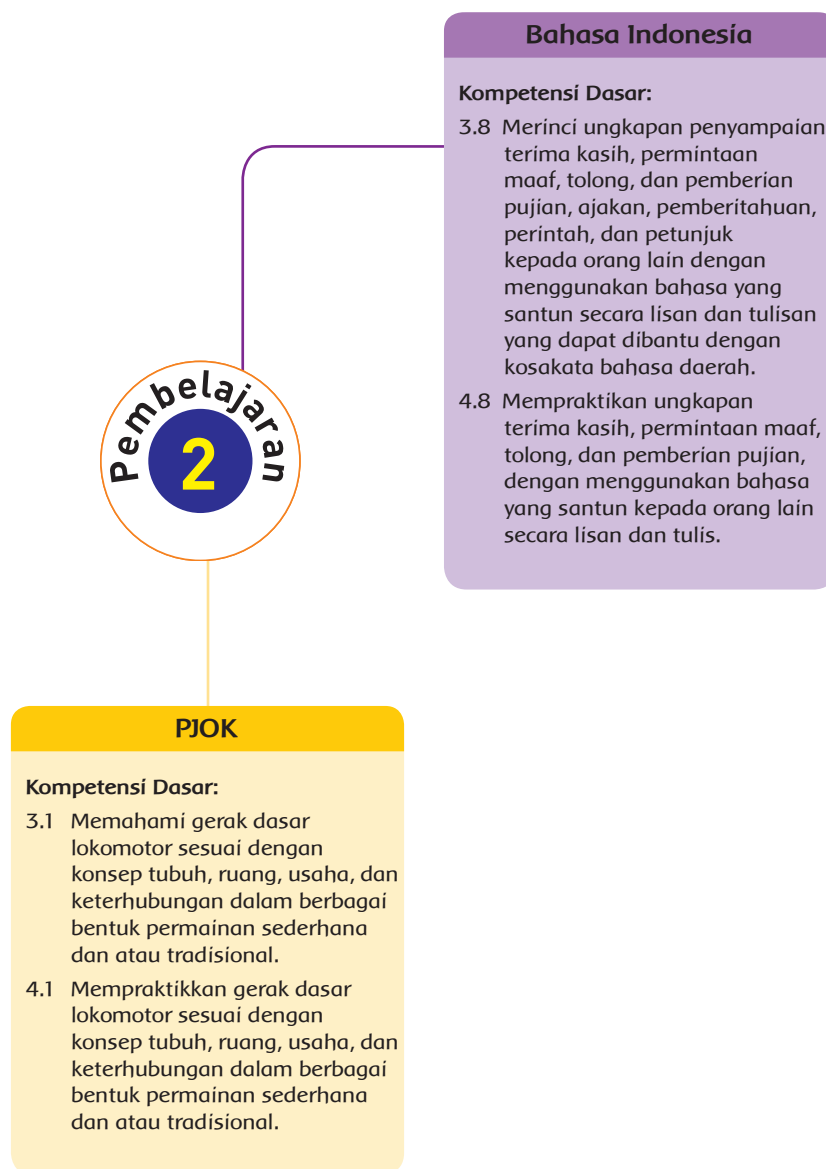 Bahasa Indonesia
Kompetensi Dasar:
3.8 Merinci ungkapan penyampaian
terima kasih, permintaan
maaf, tolong, dan pemberian
pujian, ajakan, pemberitahuan,
perintah, dan petunjuk
kepada orang lain dengan
menggunakan bahasa yang
santun secara lisan dan tulisan
yang dapat dibantu dengan
kosakata bahasa daerah.
4.8 Mempraktikan ungkapan
terima kasih, permintaan maaf,
tolong, dan pemberian pujian,
dengan menggunakan bahasa
yang santun kepada orang lain
secara lisan dan tulis.
Pembelajaran
2
PJOK
Kompetensi Dasar:
3.1 Memahami gerak dasar
lokomotor sesuai dengan
konsep tubuh, ruang, usaha, dan
keterhubungan dalam berbagai
bentuk permainan sederhana
dan atau tradisional.
4.1 Mempraktikkan gerak dasar
lokomotor sesuai dengan
konsep tubuh, ruang, usaha, dan
keterhubungan dalam berbagai
bentuk permainan sederhana
dan atau tradisional.